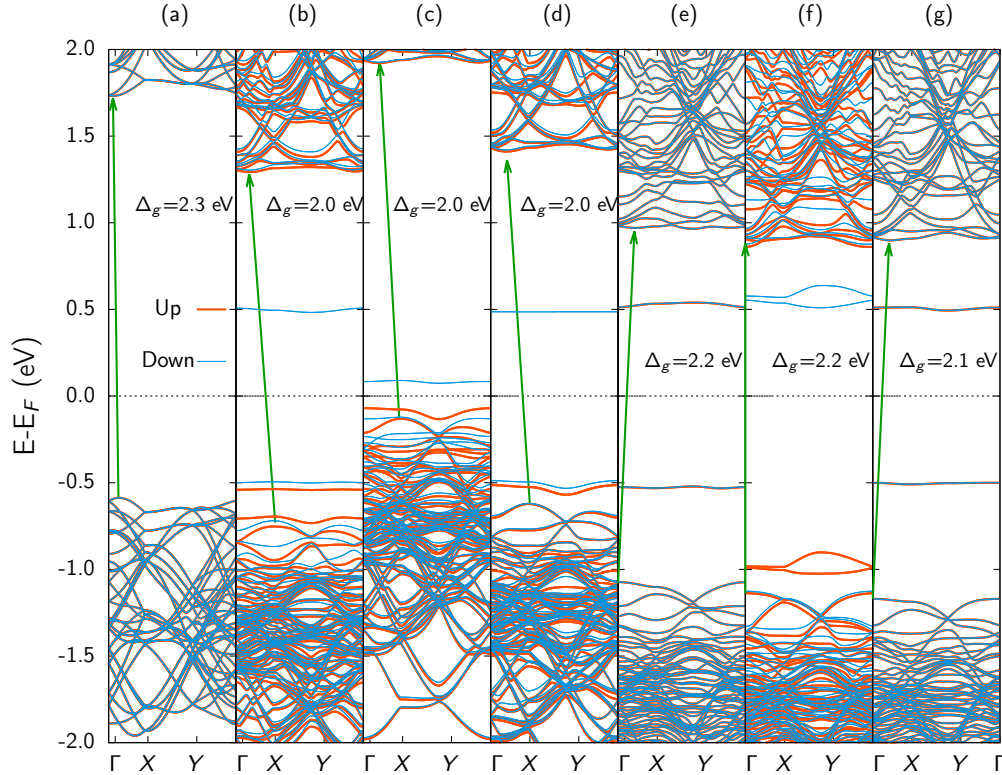 (a) (b) (c) (d) (e) (f) (g)
2.0
1.5
1.0
0.5
0.0
-0.5
-1.0
-1.5
-2.0
E-E_F (eV)
Δ_g=2.3 eV Δ_g=2.0 eV Δ_g=2.0 eV Δ_g=2.0 eV
Up
Down
Δ_g=2.2 eV Δ_g=2.2 eV Δ_g=2.1 eV
Γ X Y Γ X Y Γ X Y Γ X Y Γ X Y Γ X Y Γ X Y Γ